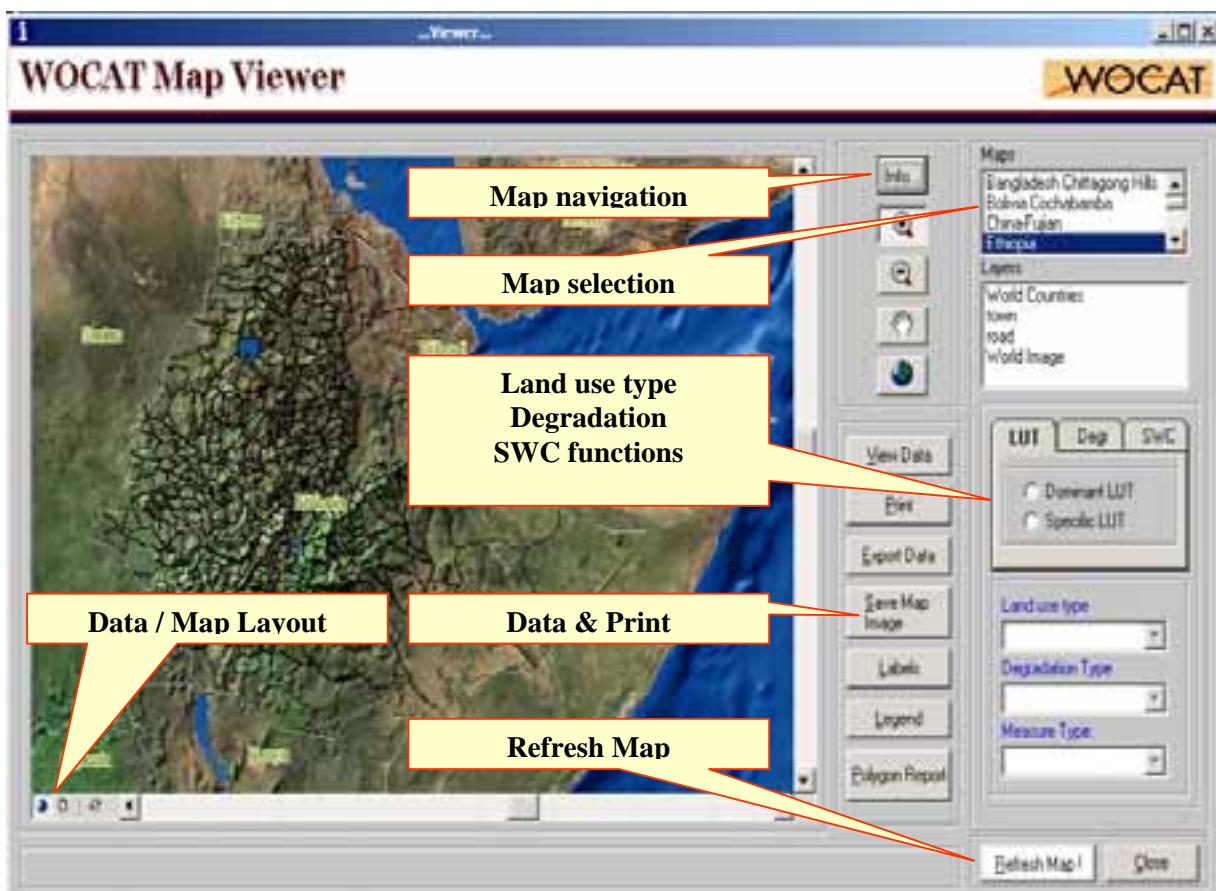 ...Viewer...
WOCAT Map Viewer
WOCAT
Map navigation
Map selection
Land use type
Degradation
SWC functions
Data / Map Layout
Data & Print
Refresh Map
Info
View Data
Print
Export Data
Save Map
Image
Labels
Legend
Polygon Report
Maps
Bangladesh Chittagong Hills
Bolivia Cochabamba
China-Fujian
Ethiopia
Layers
World Countries
town
road
World Image
LUT Degr SWC
Dominant LUT
Specific LUT
Land use type
Degradation Type
Measure Type:
Refresh Map !
Close